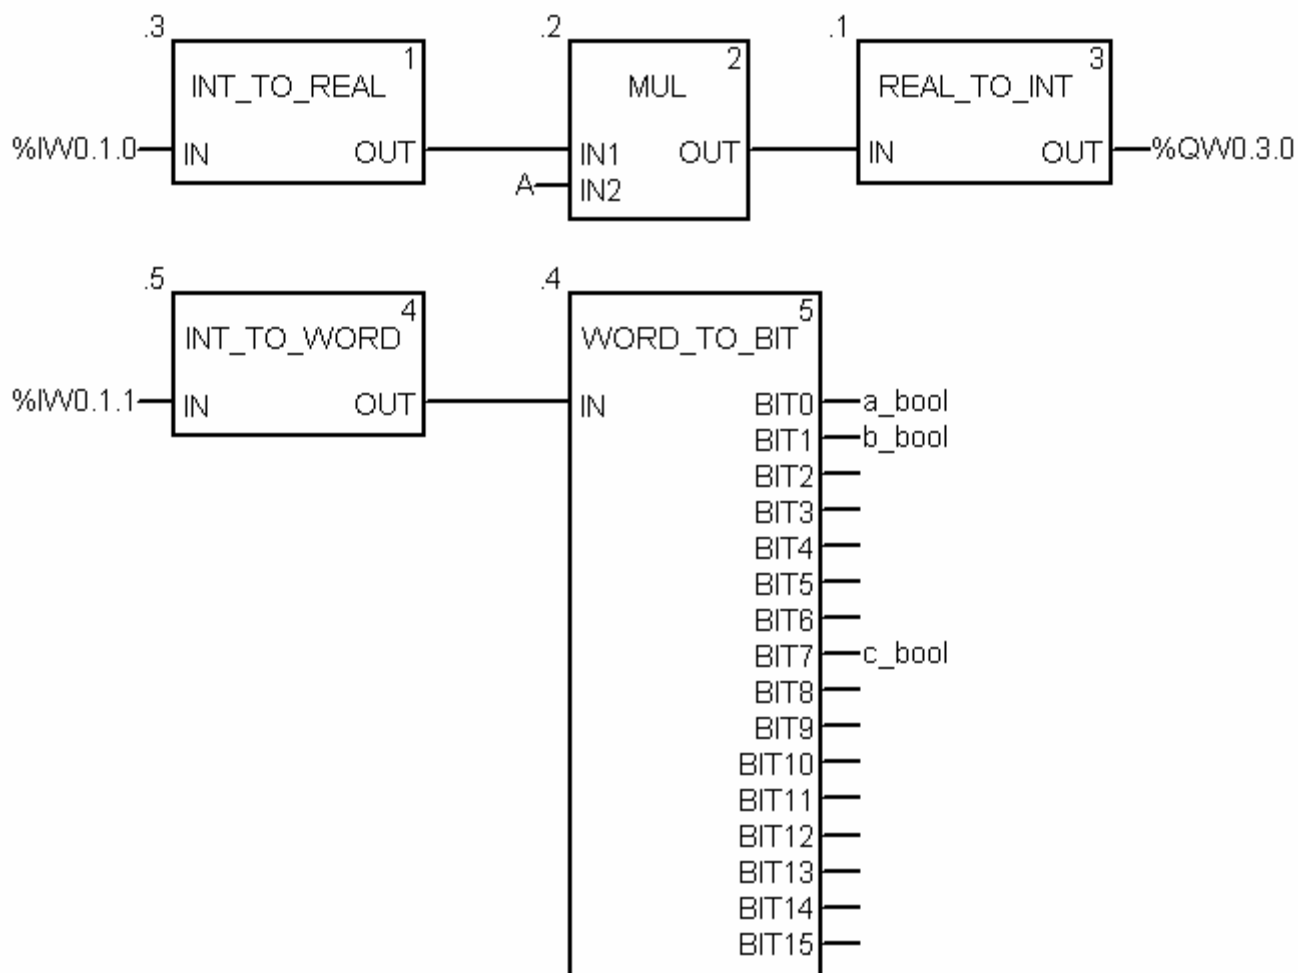 .3 .2 .1
1 2 3
INT_TO_REAL MUL REAL_TO_INT
%IW0.1.0 IN OUT IN1 OUT IN OUT %QW0.3.0
A IN2
.5 .4
4 5
INT_TO_WORD WORD_TO_BIT
%IW0.1.1 IN OUT IN BIT0 a_bool
BIT1 b_bool
BIT2
BIT3
BIT4
BIT5
BIT6
BIT7 c_bool
BIT8
BIT9
BIT10
BIT11
BIT12
BIT13
BIT14
BIT15